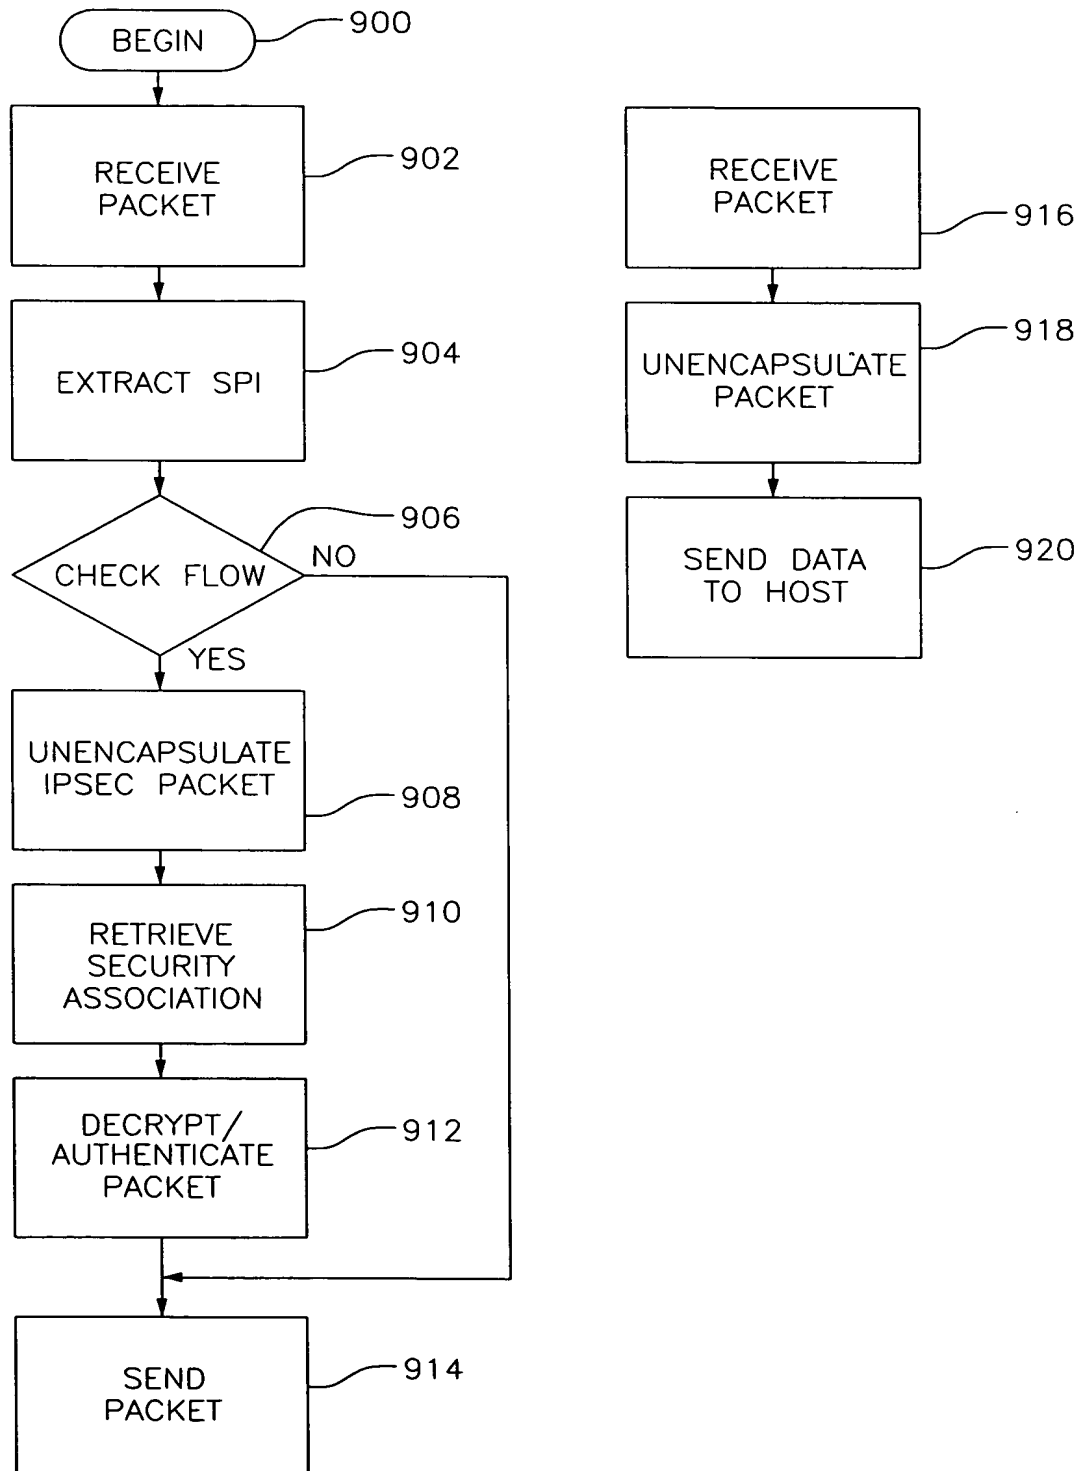 BEGIN
900
RECEIVE
PACKET
902
EXTRACT SPI
904
CHECK FLOW
906
NO
YES
UNENCAPSULATE
IPSEC PACKET
908
RETRIEVE
SECURITY
ASSOCIATION
910
DECRYPT/
AUTHENTICATE
PACKET
912
SEND
PACKET
914
RECEIVE
PACKET
916
UNENCAPSULATE
PACKET
918
SEND DATA
TO HOST
920